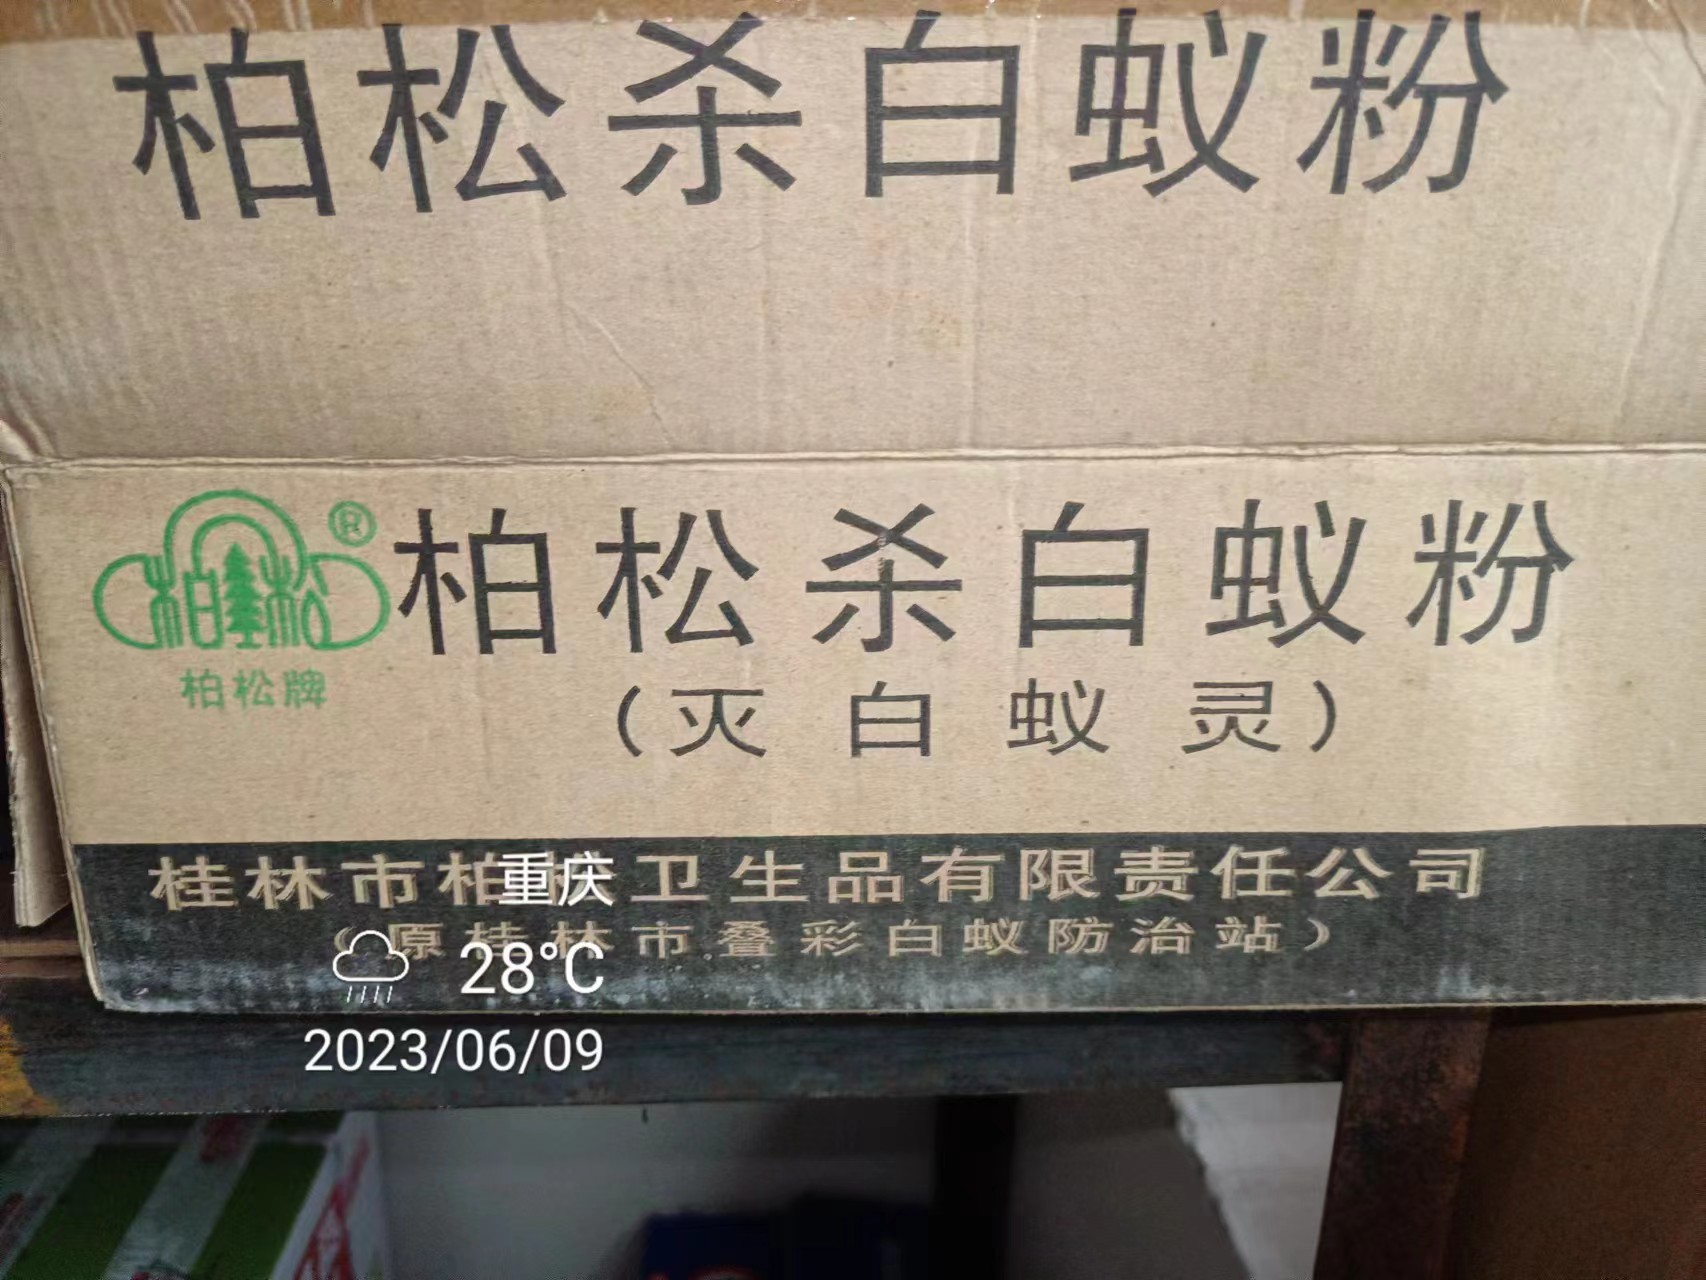 柏松杀白蚁粉
柏松
®
柏松杀白蚁粉
柏松牌
(灭白蚁灵)
桂林市柏 卫生品有限责任公司
重庆
(原桂林市叠彩白蚁防治站)
28°C
2023/06/09